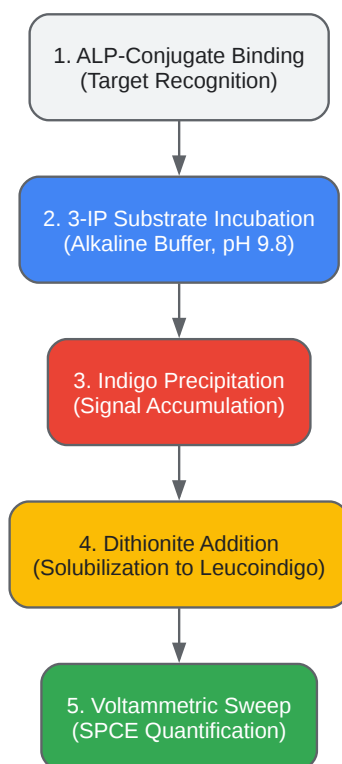 1. ALP-Conjugate Binding
(Target Recognition)
2. 3-IP Substrate Incubation
(Alkaline Buffer, pH 9.8)
3. Indigo Precipitation
(Signal Accumulation)
4. Dithionite Addition
(Solubilization to Leucoindigo)
5. Voltammetric Sweep
(SPCE Quantification)